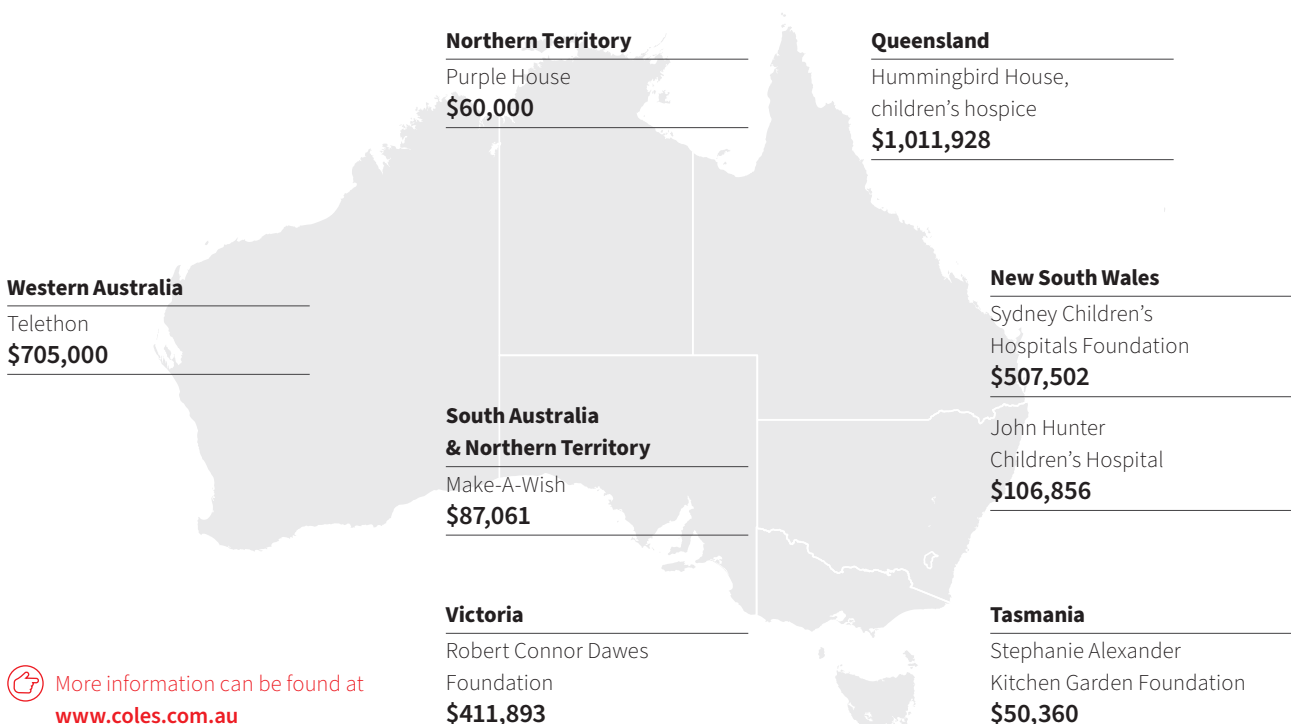 Northern Territory
Purple House
$60,000
Queensland
Hummingbird House,
children’s hospice
$1,011,928
Western Australia
Telethon
$705,000
New South Wales
Sydney Children’s
Hospitals Foundation
$507,502
John Hunter
Children’s Hospital
$106,856
South Australia
& Northern Territory
Make-A-Wish
$87,061
Victoria
Robert Connor Dawes
Foundation
$411,893
Tasmania
Stephanie Alexander
Kitchen Garden Foundation
$50,360
More information can be found at
www.coles.com.au